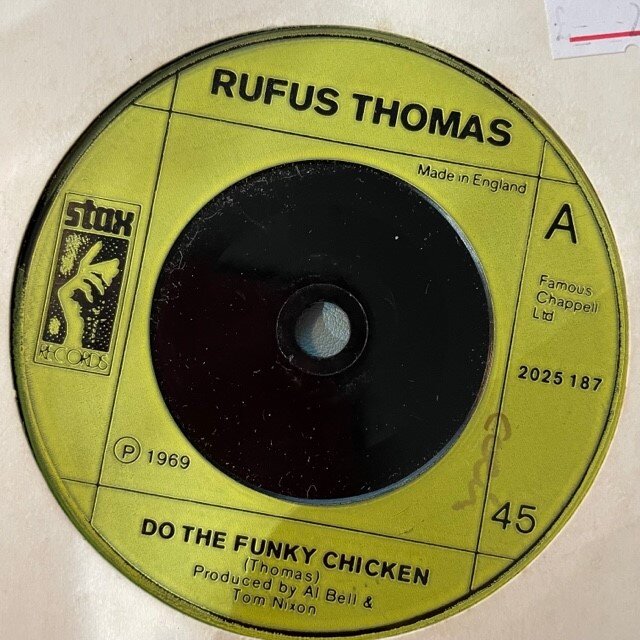 RUFUS THOMAS
Made in England
stax
RECORDS
A
Famous
Chappell
Ltd
2025 187
℗ 1969
45
DO THE FUNKY CHICKEN
(Thomas)
Produced by Al Bell &
Tom Nixon